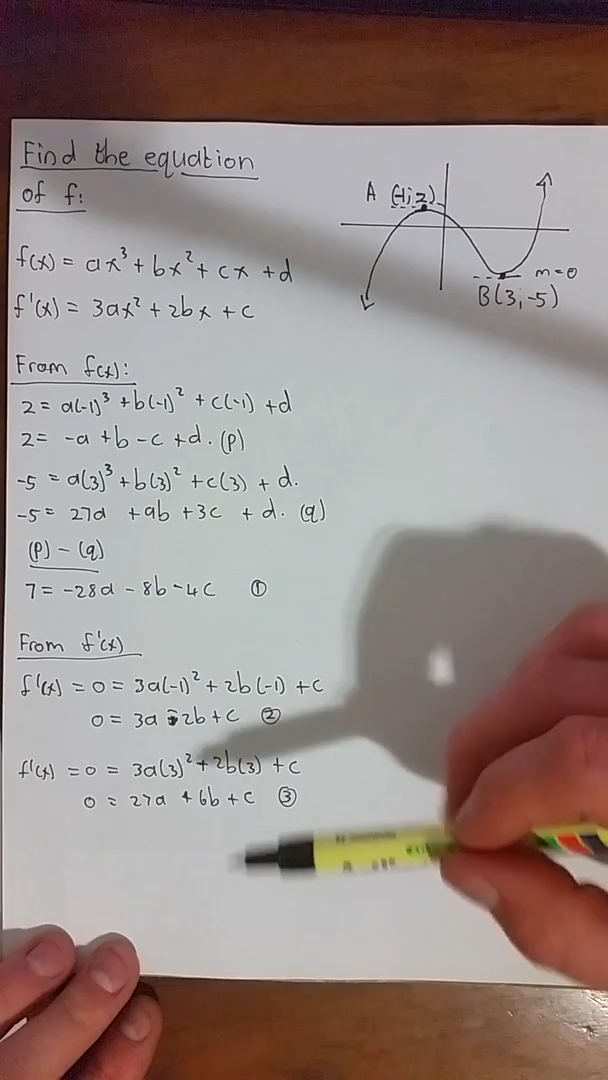 Find the equation
of f:
A (-1;2)
m=0
B(3;-5)
f(x) = ax³ + bx² + cx + d
f'(x) = 3ax² + 2bx + c
From f(x):
2 = a(-1)³ + b(-1)² + c(-1) + d
2 = -a + b - c + d. (p)
-5 = a(3)³ + b(3)² + c(3) + d.
-5 = 27a + 9b + 3c + d. (q)
(p) - (q)
7 = -28a - 8b - 4c ①
From f'(x)
f'(x) = 0 = 3a(-1)² + 2b(-1) + c
0 = 3a - 2b + c ②
f'(x) = 0 = 3a(3)² + 2b(3) + c
0 = 27a + 6b + c ③